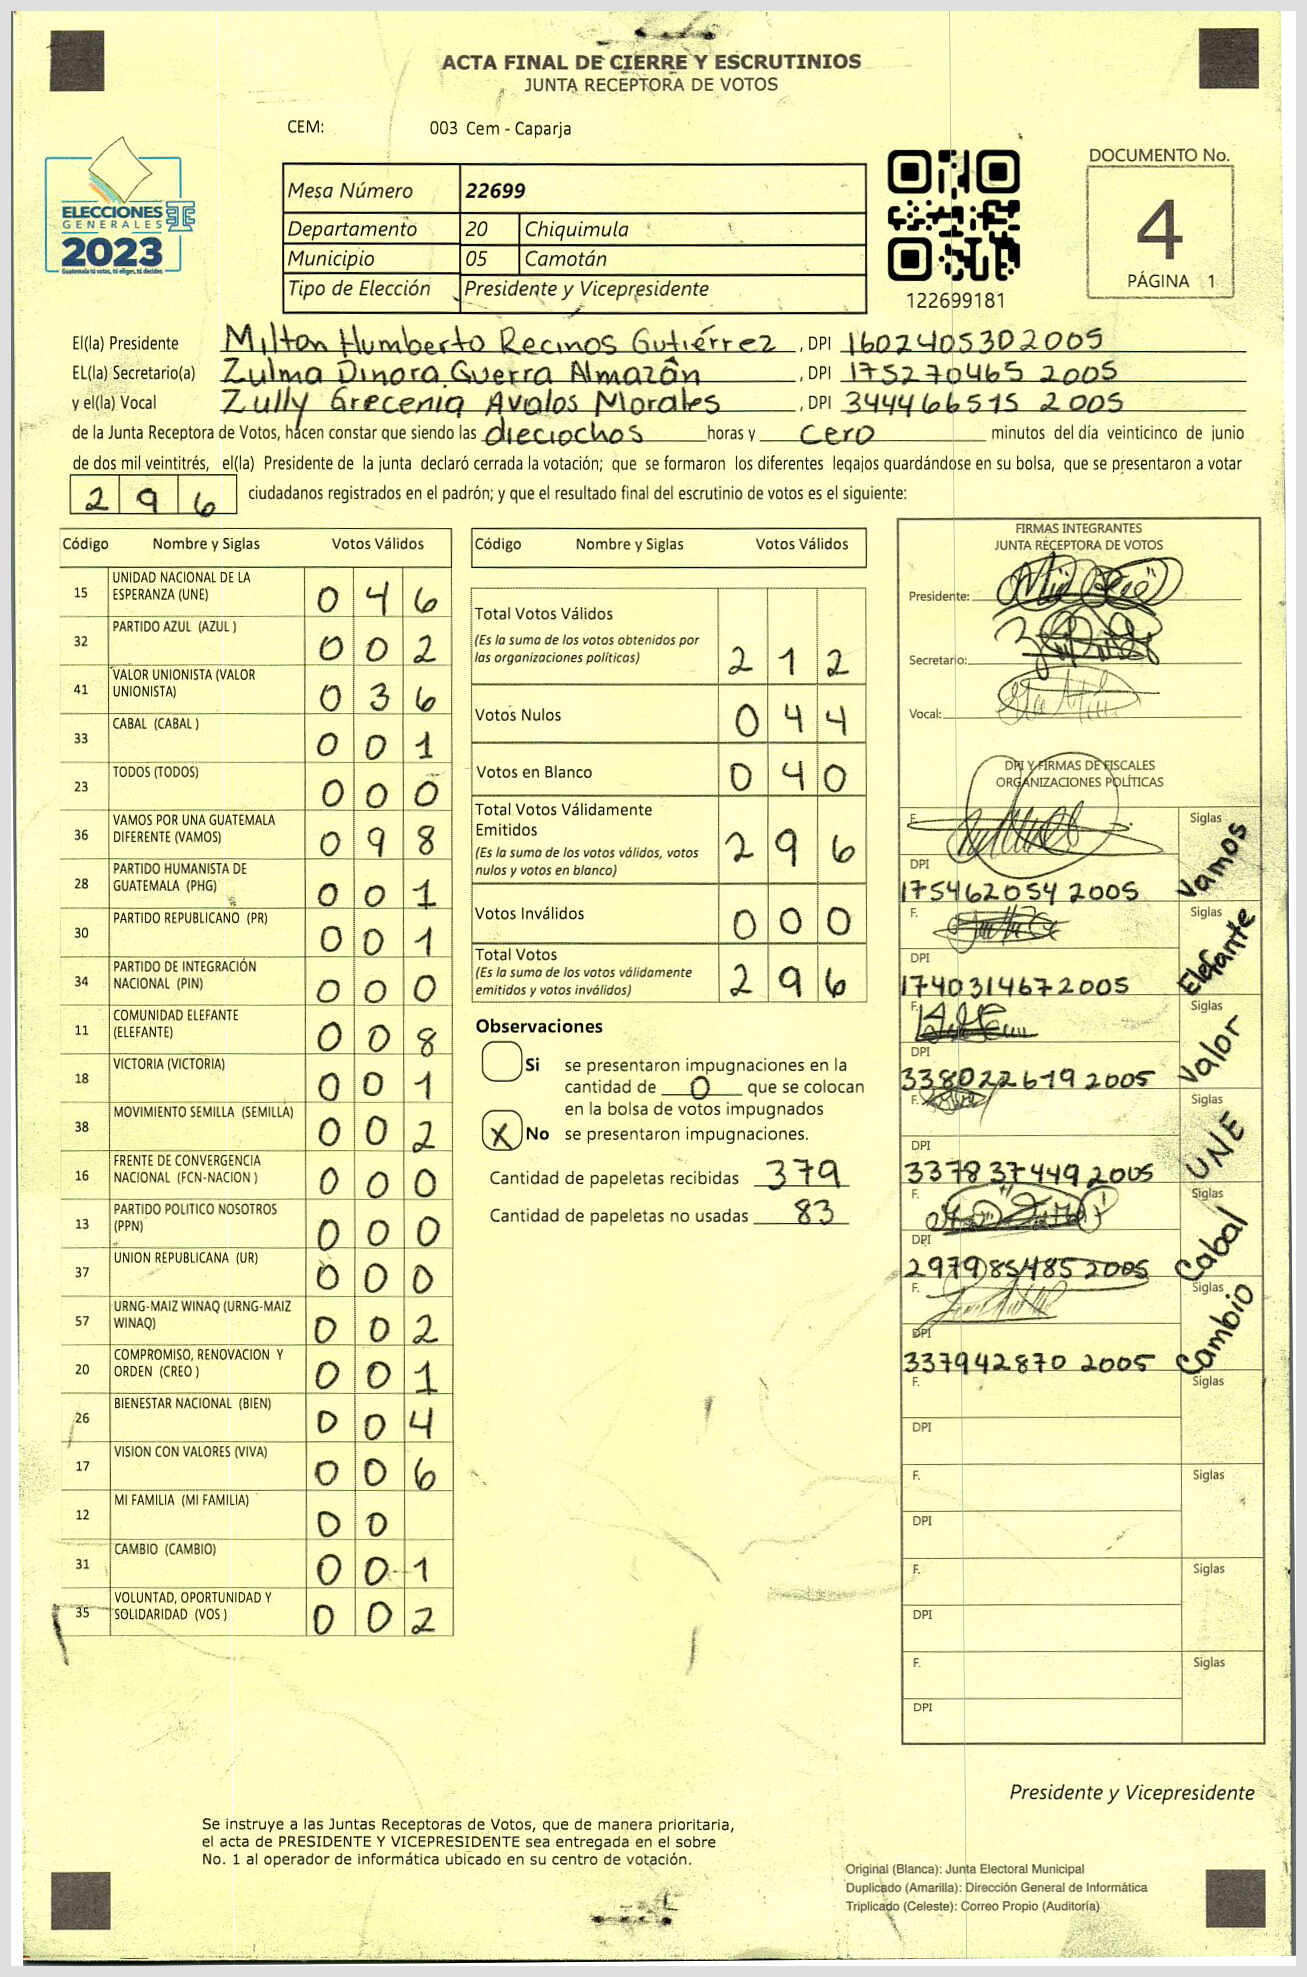 ACTA FINAL DE CIERRE Y ESCRUTINIOS
JUNTA RECEPTORA DE VOTOS
CEM: 003 Cem - Caparja
ELECCIONES
GENERALES
2023
Guatemala tú votas, tú eliges, tú decides
Mesa Número 22699
Departamento 20 Chiquimula
Municipio 05 Camotán
Tipo de Elección Presidente y Vicepresidente
122699181
DOCUMENTO No.
4
PÁGINA 1
El(la) Presidente Milton Humberto Recinos Gutiérrez , DPI 1602405302005
EL(la) Secretario(a) Zulma Dinora Guerra Almazán , DPI 175270465 2005
y el(la) Vocal Zully Grecenia Avalos Morales , DPI 344466515 2005
de la Junta Receptora de Votos, hacen constar que siendo las dieciochos horas y cero minutos del día veinticinco de junio
de dos mil veintitrés, el(la) Presidente de la junta declaró cerrada la votación; que se formaron los diferentes legajos guardándose en su bolsa, que se presentaron a votar
296 ciudadanos registrados en el padrón; y que el resultado final del escrutinio de votos es el siguiente:
Código Nombre y Siglas Votos Válidos
15 UNIDAD NACIONAL DE LA ESPERANZA (UNE) 0 4 6
32 PARTIDO AZUL (AZUL ) 0 0 2
41 VALOR UNIONISTA (VALOR UNIONISTA) 0 3 6
33 CABAL (CABAL ) 0 0 1
23 TODOS (TODOS) 0 0 0
36 VAMOS POR UNA GUATEMALA DIFERENTE (VAMOS) 0 9 8
28 PARTIDO HUMANISTA DE GUATEMALA (PHG) 0 0 1
30 PARTIDO REPUBLICANO (PR) 0 0 1
34 PARTIDO DE INTEGRACIÓN NACIONAL (PIN) 0 0 0
11 COMUNIDAD ELEFANTE (ELEFANTE) 0 0 8
18 VICTORIA (VICTORIA) 0 0 1
38 MOVIMIENTO SEMILLA (SEMILLA) 0 0 2
16 FRENTE DE CONVERGENCIA NACIONAL (FCN-NACION ) 0 0 0
13 PARTIDO POLITICO NOSOTROS (PPN) 0 0 0
37 UNION REPUBLICANA (UR) 0 0 0
57 URNG-MAIZ WINAQ (URNG-MAIZ WINAQ) 0 0 2
20 COMPROMISO, RENOVACION Y ORDEN (CREO ) 0 0 1
26 BIENESTAR NACIONAL (BIEN) 0 0 4
17 VISION CON VALORES (VIVA) 0 0 6
12 MI FAMILIA (MI FAMILIA) 0 0
31 CAMBIO (CAMBIO) 0 0 1
35 VOLUNTAD, OPORTUNIDAD Y SOLIDARIDAD (VOS ) 0 0 2
Código Nombre y Siglas Votos Válidos
Total Votos Válidos
(Es la suma de los votos obtenidos por
las organizaciones políticas) 2 1 2
Votos Nulos 0 4 4
Votos en Blanco 0 4 0
Total Votos Válidamente
Emitidos
(Es la suma de los votos válidos, votos
nulos y votos en blanco) 2 9 6
Votos Inválidos 0 0 0
Total Votos
(Es la suma de los votos válidamente
emitidos y votos inválidos) 2 9 6
Observaciones
Si se presentaron impugnaciones en la
cantidad de 0 que se colocan
en la bolsa de votos impugnados
X No se presentaron impugnaciones.
Cantidad de papeletas recibidas 379
Cantidad de papeletas no usadas 83
FIRMAS INTEGRANTES
JUNTA RECEPTORA DE VOTOS
Presidente:
Secretario:
Vocal:
DPI Y FIRMAS DE FISCALES
ORGANIZACIONES POLÍTICAS
F. Siglas Vamos
DPI
175462054 2005
F. Siglas Elefante
DPI
1740314672005
F. Siglas Valor
DPI
338022619 2005
F. Siglas UNE
DPI
337837449 2005
F. Siglas Cabal
DPI
297985485 2005
F. Siglas Cambio
DPI
337942870 2005
F. Siglas
DPI
F. Siglas
DPI
F. Siglas
DPI
F. Siglas
DPI
Presidente y Vicepresidente
Se instruye a las Juntas Receptoras de Votos, que de manera prioritaria,
el acta de PRESIDENTE Y VICEPRESIDENTE sea entregada en el sobre
No. 1 al operador de informática ubicado en su centro de votación.
Original (Blanca): Junta Electoral Municipal
Duplicado (Amarilla): Dirección General de Informática
Triplicado (Celeste): Correo Propio (Auditoría)